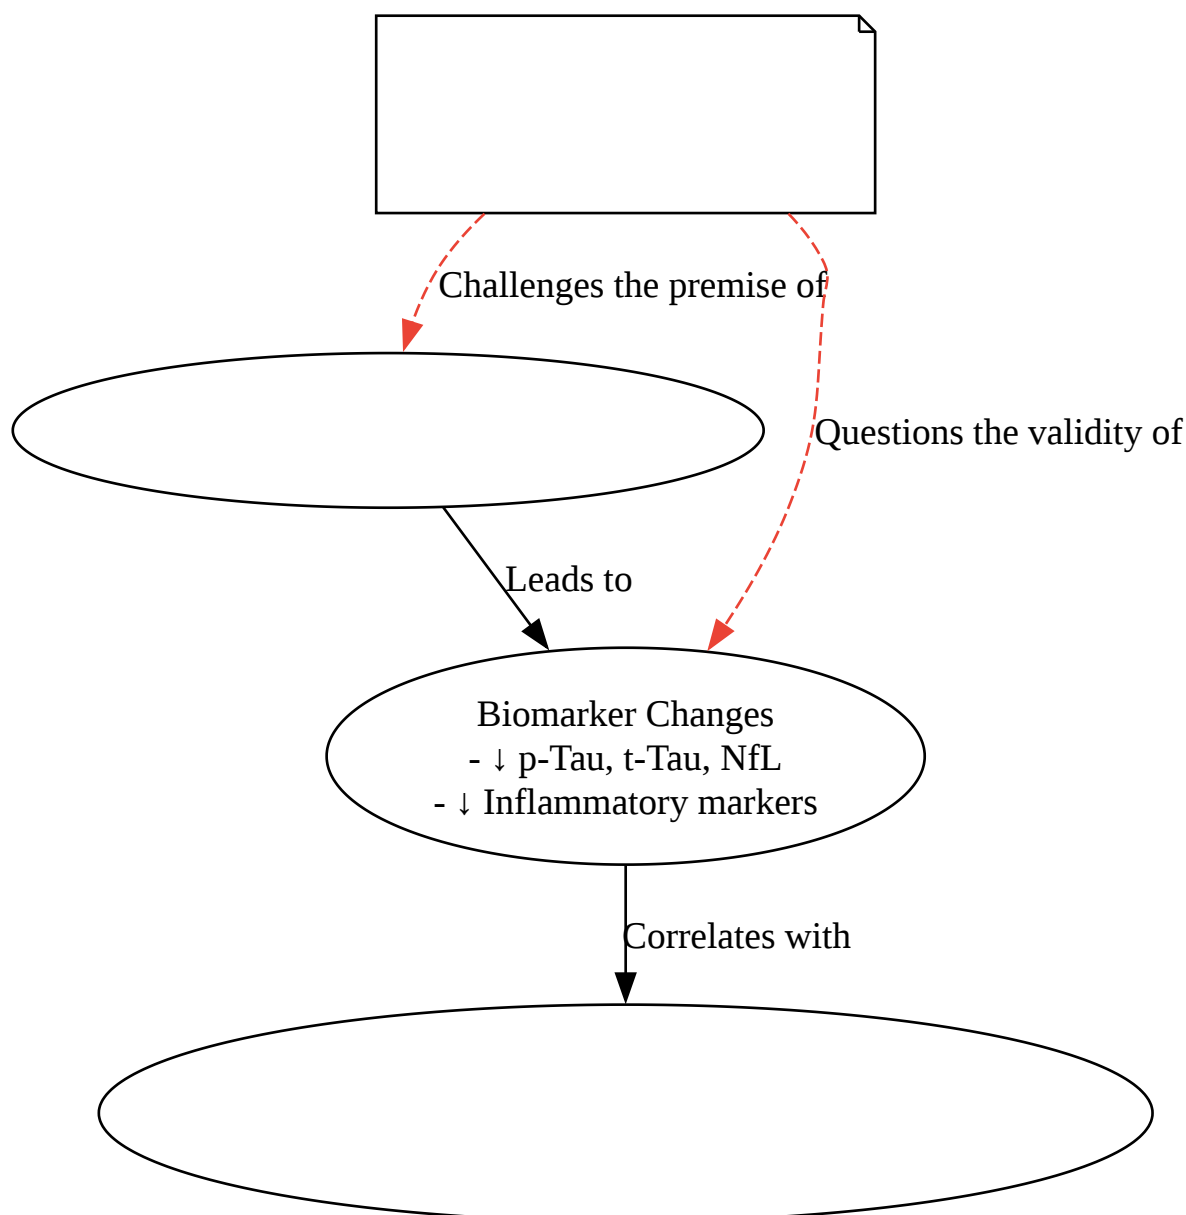 Challenges the premise of
Questions the validity of
Leads to
Biomarker Changes
- ↓ p-Tau, t-Tau, NfL
- ↓ Inflammatory markers
Correlates with